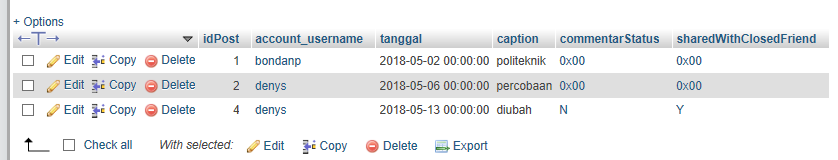 + Options
←T→ idPost account_username tanggal caption commentarStatus sharedWithClosedFriend
Edit Copy Delete 1 bondanp 2018-05-02 00:00:00 politeknik 0x00 0x00
Edit Copy Delete 2 denys 2018-05-06 00:00:00 percobaan 0x00 0x00
Edit Copy Delete 4 denys 2018-05-13 00:00:00 diubah N Y
Check all With selected: Edit Copy Delete Export